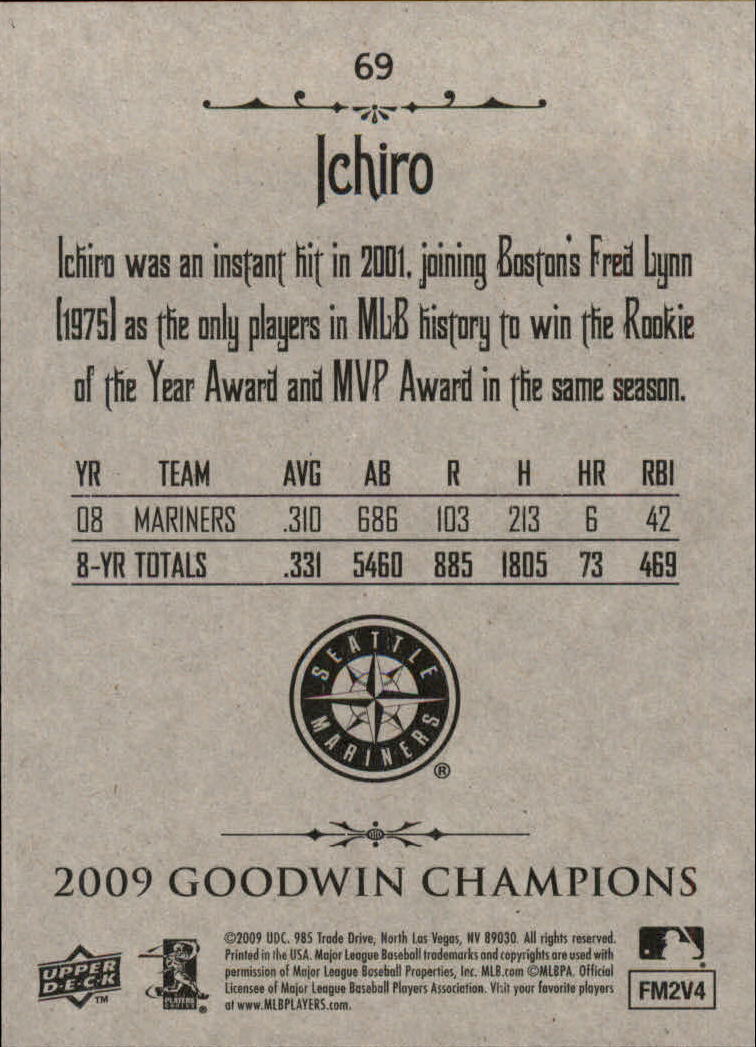 69
Ichiro
Ichiro was an instant hit in 2001, joining Boston's Fred Lynn
(1975) as the only players in MLB history to win the Rookie
of the Year Award and MVP Award in the same season.
YR TEAM AVG AB R H HR RBI
08 MARINERS .310 686 103 213 6 42
8-YR TOTALS .331 5460 885 1805 73 469
SEATTLE
MARINERS
®
2009 GOODWIN CHAMPIONS
UPPER
D·E·C·K
TM
PLAYERS
CHOICE
®
©2009 UDC. 985 Trade Drive, North Las Vegas, NV 89030. All rights reserved.
Printed in the USA. Major League Baseball trademarks and copyrights are used with
permission of Major League Baseball Properties, Inc. MLB.com ©MLBPA. Official
Licensee of Major League Baseball Players Association. Visit your favorite players
at www.MLBPLAYERS.com.
FM2V4